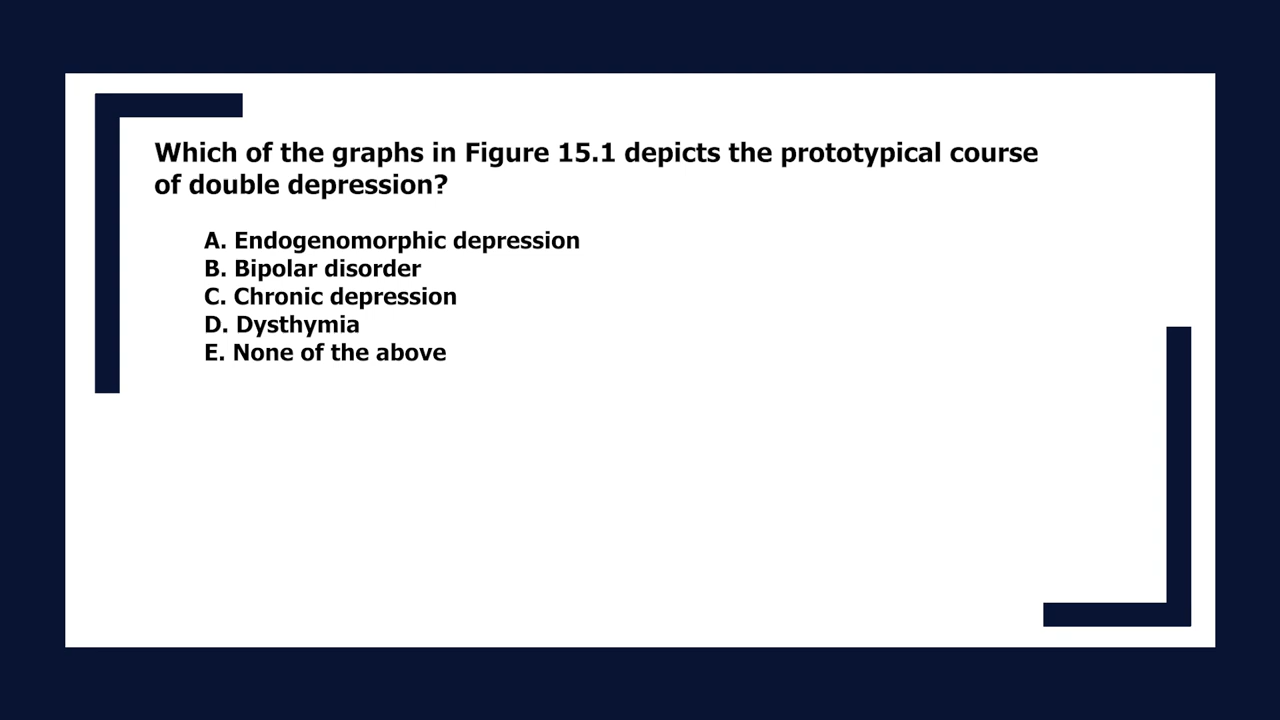 Which of the graphs in Figure 15.1 depicts the prototypical course
of double depression?
A. Endogenomorphic depression
B. Bipolar disorder
C. Chronic depression
D. Dysthymia
E. None of the above